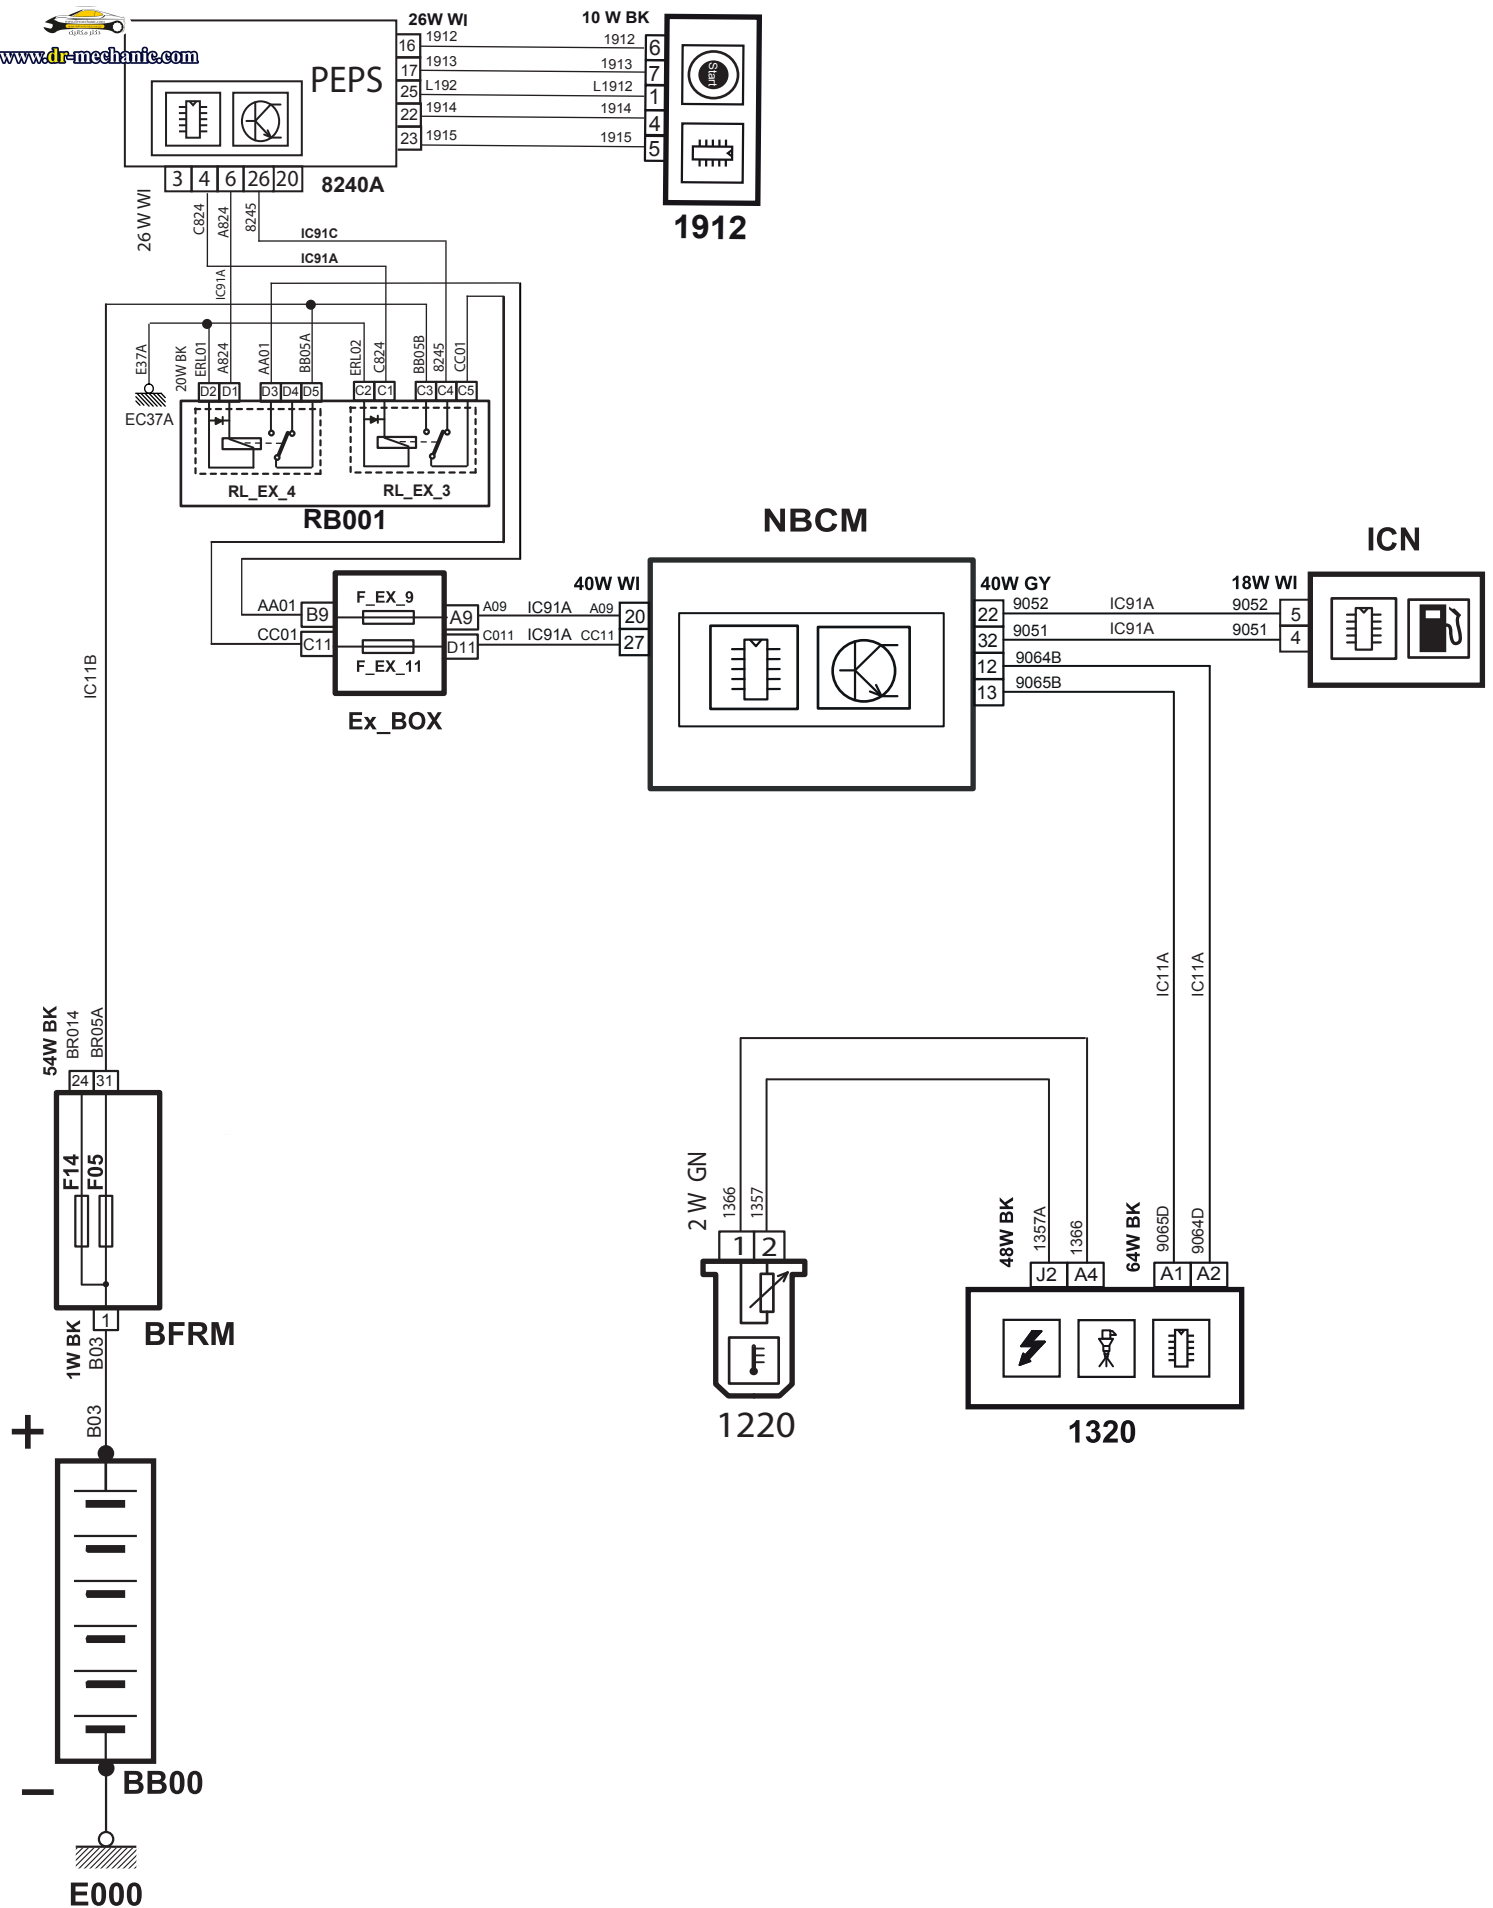 www.dr-mechanic.com
PEPS
26W WI
10 W BK
16 1912 1912 6
17 1913 1913 7
25 L192 L1912 1
22 1914 1914 4
23 1915 1915 5
Start
1912
3 4 6 26 20
8240A
26 W WI
C824
A824
8245
IC91C
IC91A
IC91A
E37A
EC37A
20W BK
ERL01
A824
AA01
BB05A
ERL02
C824
BB05B
8245
CC01
D2 D1 D3 D4 D5 C2 C1 C3 C4 C5
RL_EX_4
RL_EX_3
RB001
NBCM
ICN
AA01 B9
CC01 C11
F_EX_9
F_EX_11
A9 A09 IC91A A09 20
D11 C011 IC91A CC11 27
Ex_BOX
40W WI
40W GY
18W WI
22 9052 IC91A 9052 5
32 9051 IC91A 9051 4
12 9064B
13 9065B
IC11B
IC11A
IC11A
54W BK
BR014
BR05A
24 31
F14
F05
1
BFRM
1W BK
B03
B03
2 W GN
1366
1357
1 2
1220
48W BK
1357A
1366
64W BK
9065D
9064D
J2 A4 A1 A2
1320
+
BB00
−
E000